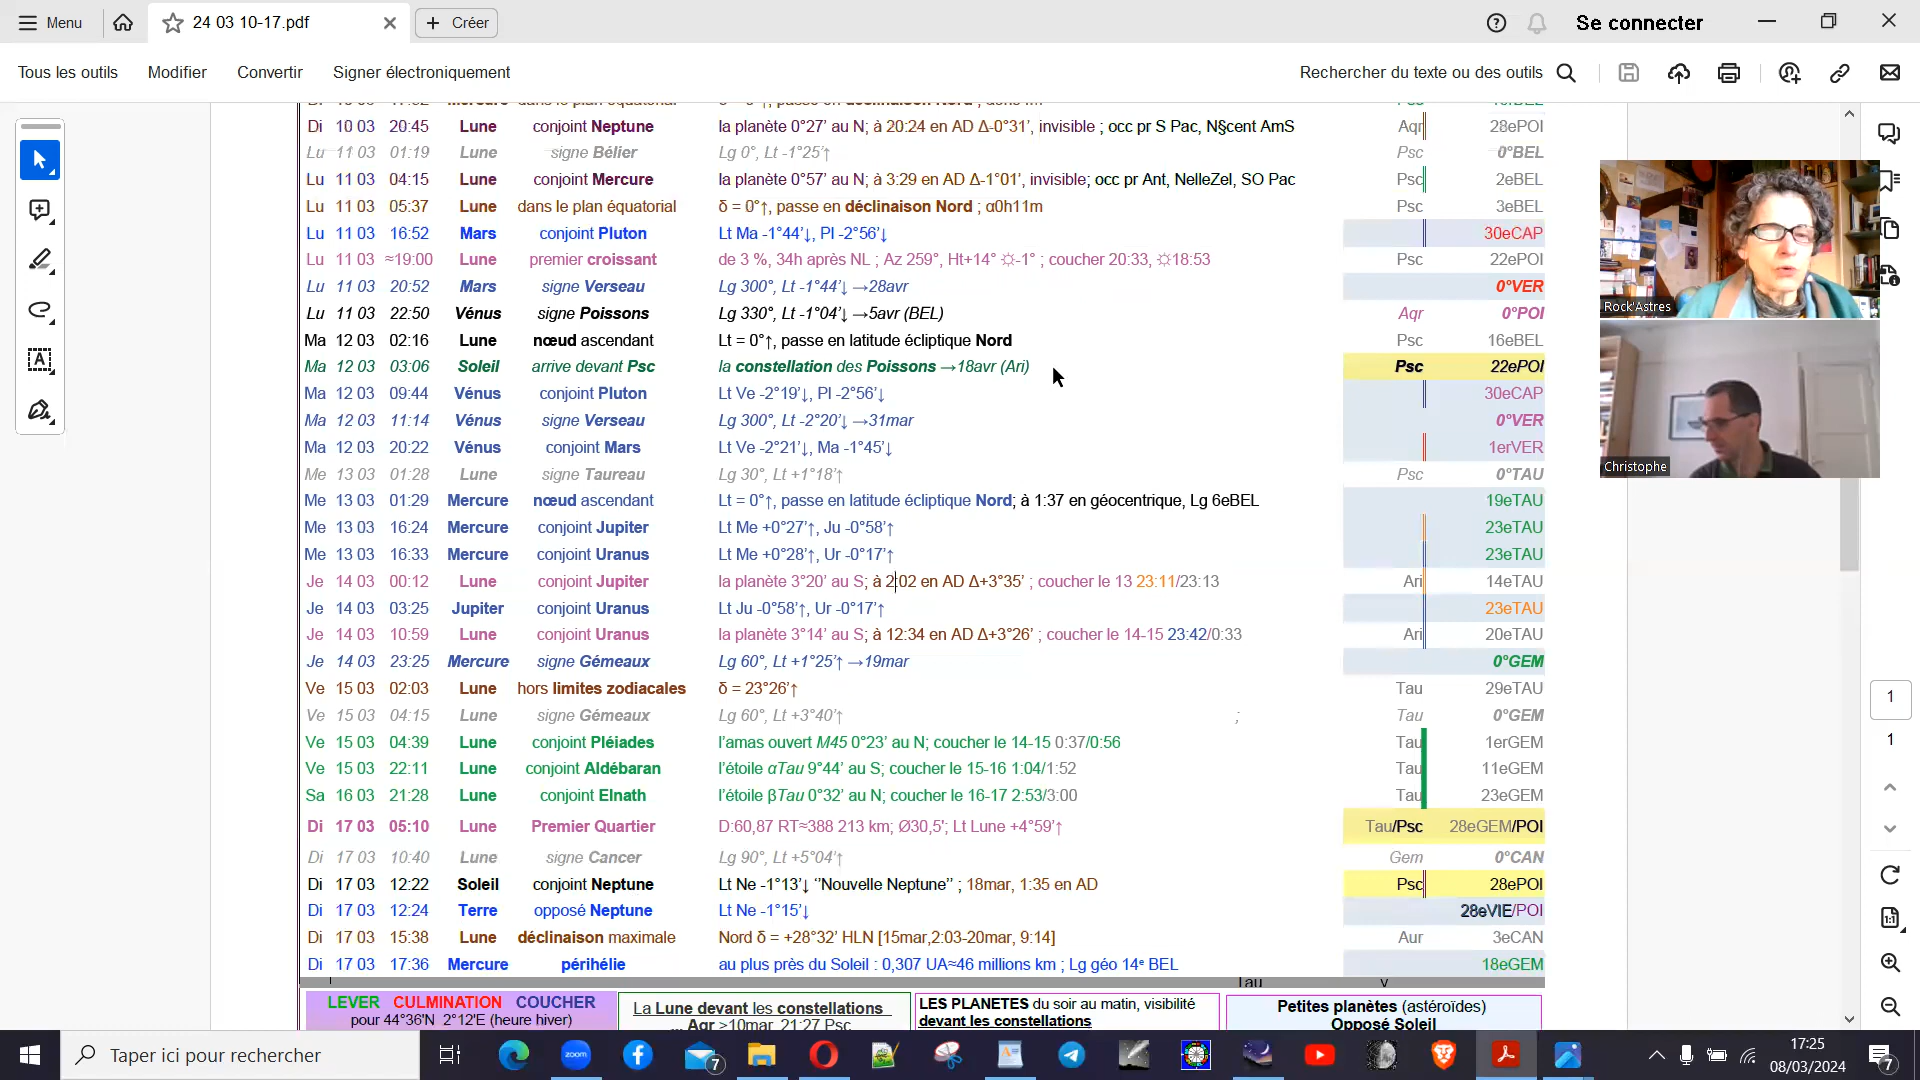 Menu
24 03 10-17.pdf
Créer
Se connecter
Tous les outils Modifier Convertir Signer électroniquement
Rechercher du texte ou des outils
Di 10 03 20:45 Lune conjoint Neptune la planète 0°27' au N; à 20:24 en AD Δ-0°31', invisible ; occ pr S Pac, N§cent AmS Aqr 28ePOI
Lu 11 03 01:19 Lune signe Bélier Lg 0°, Lt -1°25'↑ Psc 0°BEL
Lu 11 03 04:15 Lune conjoint Mercure la planète 0°57' au N; à 3:29 en AD Δ-1°01', invisible; occ pr Ant, NelleZel, SO Pac Psc 2eBEL
Lu 11 03 05:37 Lune dans le plan équatorial δ = 0°↑, passe en déclinaison Nord ; α0h11m Psc 3eBEL
Lu 11 03 16:52 Mars conjoint Pluton Lt Ma -1°44'↓, Pl -2°56'↓ 30eCAP
Lu 11 03 ≈19:00 Lune premier croissant de 3 %, 34h après NL ; Az 259°, Ht+14° ☼-1° ; coucher 20:33, ☼18:53 Psc 22ePOI
Lu 11 03 20:52 Mars signe Verseau Lg 300°, Lt -1°44'↓ →28avr 0°VER
Lu 11 03 22:50 Vénus signe Poissons Lg 330°, Lt -1°04'↓ →5avr (BEL) Aqr 0°POI
Ma 12 03 02:16 Lune nœud ascendant Lt = 0°↑, passe en latitude écliptique Nord Psc 16eBEL
Ma 12 03 03:06 Soleil arrive devant Psc la constellation des Poissons →18avr (Ari) Psc 22ePOI
Ma 12 03 09:44 Vénus conjoint Pluton Lt Ve -2°19'↓, Pl -2°56'↓ 30eCAP
Ma 12 03 11:14 Vénus signe Verseau Lg 300°, Lt -2°20'↓ →31mar 0°VER
Ma 12 03 20:22 Vénus conjoint Mars Lt Ve -2°21'↓, Ma -1°45'↓ 1erVER
Me 13 03 01:28 Lune signe Taureau Lg 30°, Lt +1°18'↑ Psc 0°TAU
Me 13 03 01:29 Mercure nœud ascendant Lt = 0°↑, passe en latitude écliptique Nord; à 1:37 en géocentrique, Lg 6eBEL 19eTAU
Me 13 03 16:24 Mercure conjoint Jupiter Lt Me +0°27'↑, Ju -0°58'↑ 23eTAU
Me 13 03 16:33 Mercure conjoint Uranus Lt Me +0°28'↑, Ur -0°17'↑ 23eTAU
Je 14 03 00:12 Lune conjoint Jupiter la planète 3°20' au S; à 2:02 en AD Δ+3°35' ; coucher le 13 23:11/23:13 Ari 14eTAU
Je 14 03 03:25 Jupiter conjoint Uranus Lt Ju -0°58'↑, Ur -0°17'↑ 23eTAU
Je 14 03 10:59 Lune conjoint Uranus la planète 3°14' au S; à 12:34 en AD Δ+3°26' ; coucher le 14-15 23:42/0:33 Ari 20eTAU
Je 14 03 23:25 Mercure signe Gémeaux Lg 60°, Lt +1°25'↑ →19mar 0°GEM
Ve 15 03 02:03 Lune hors limites zodiacales δ = 23°26'↑ Tau 29eTAU
Ve 15 03 04:15 Lune signe Gémeaux Lg 60°, Lt +3°40'↑ ; Tau 0°GEM
Ve 15 03 04:39 Lune conjoint Pléiades l'amas ouvert M45 0°23' au N; coucher le 14-15 0:37/0:56 Tau 1erGEM
Ve 15 03 22:11 Lune conjoint Aldébaran l'étoile αTau 9°44' au S; coucher le 15-16 1:04/1:52 Tau 11eGEM
Sa 16 03 21:28 Lune conjoint Elnath l'étoile βTau 0°32' au N; coucher le 16-17 2:53/3:00 Tau 23eGEM
Di 17 03 05:10 Lune Premier Quartier D:60,87 RT≈388 213 km; Ø30,5'; Lt Lune +4°59'↑ Tau/Psc 28eGEM/POI
Di 17 03 10:40 Lune signe Cancer Lg 90°, Lt +5°04'↑ Gem 0°CAN
Di 17 03 12:22 Soleil conjoint Neptune Lt Ne -1°13'↓ ‘’Nouvelle Neptune’’ ; 18mar, 1:35 en AD Psc 28ePOI
Di 17 03 12:24 Terre opposé Neptune Lt Ne -1°15'↓ 28eVIE/POI
Di 17 03 15:38 Lune déclinaison maximale Nord δ = +28°32' HLN [15mar,2:03-20mar, 9:14] Aur 3eCAN
Di 17 03 17:36 Mercure périhélie au plus près du Soleil : 0,307 UA≈46 millions km ; Lg géo 14e BEL 18eGEM
LEVER CULMINATION COUCHER
pour 44°36'N 2°12'E (heure hiver)
La Lune devant les constellations
... Aqr >10mar, 21:27 Psc
LES PLANETES du soir au matin, visibilité
devant les constellations
Petites planètes (astéroïdes)
Opposé Soleil
Rock'Astres
Christophe
1
1
Taper ici pour rechercher
zoom
7
17:25
08/03/2024
7